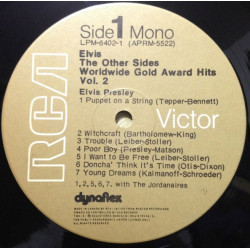 Side 1 Mono
LPM-6402-1 (APRM-5522)
Elvis
The Other Sides
Worldwide Gold Award Hits
Vol. 2
Elvis Presley
1 Puppet on a String (Tepper-Bennett)
RCA
Victor
2 Witchcraft (Bartholomew-King)
3 Trouble (Leiber-Stoller)
4 Poor Boy (Presley-Matson)
5 I Want to Be Free (Leiber-Stoller)
6 Doncha' Think It's Time (Otis-Dixon)
7 Young Dreams (Kalmanoff-Schroeder)
1, 2, 5, 6, 7, with The Jordanaires
dynaflex